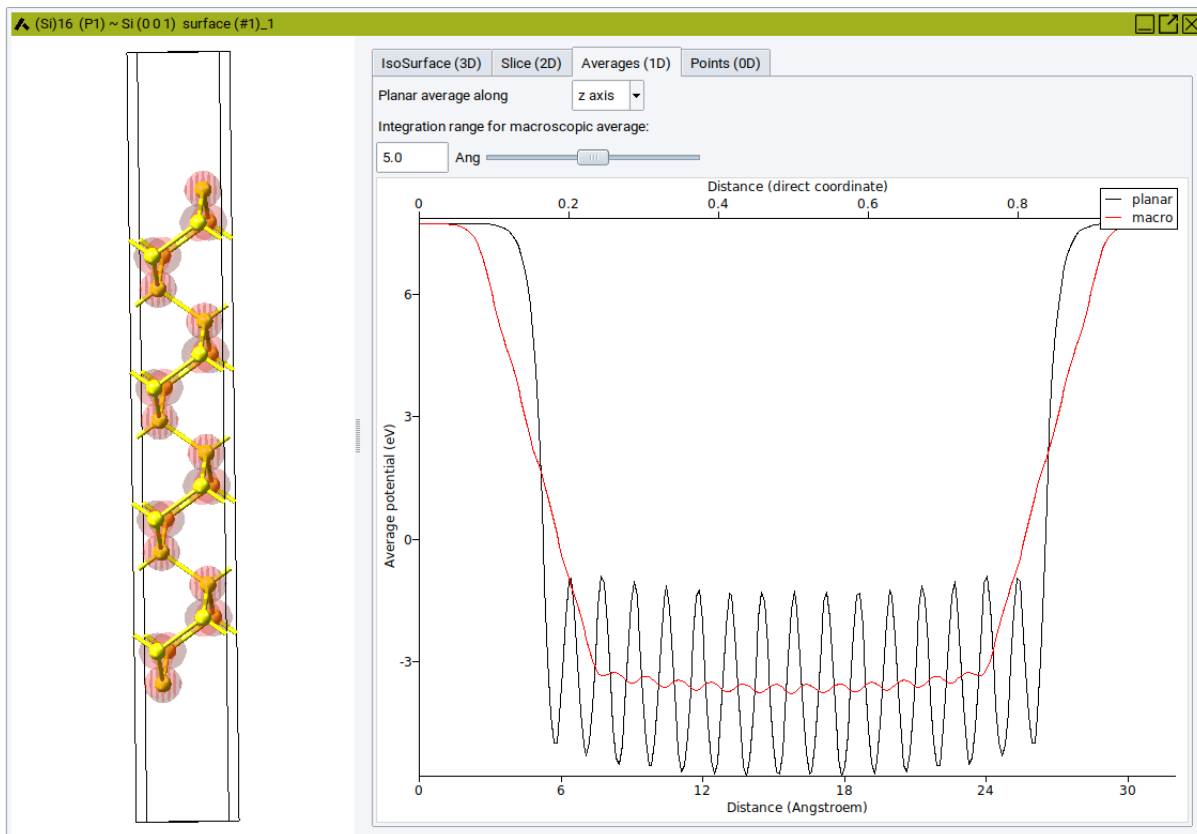 (Si)16 (P1) ~ Si (0 0 1) surface (#1)_1
IsoSurface (3D) Slice (2D) Averages (1D) Points (0D)
Planar average along z axis
Integration range for macroscopic average:
5.0 Ang
Distance (direct coordinate)
0 0.2 0.4 0.6 0.8
planar
macro
6
3
0
-3
Average potential (eV)
0 6 12 18 24 30
Distance (Angstroem)